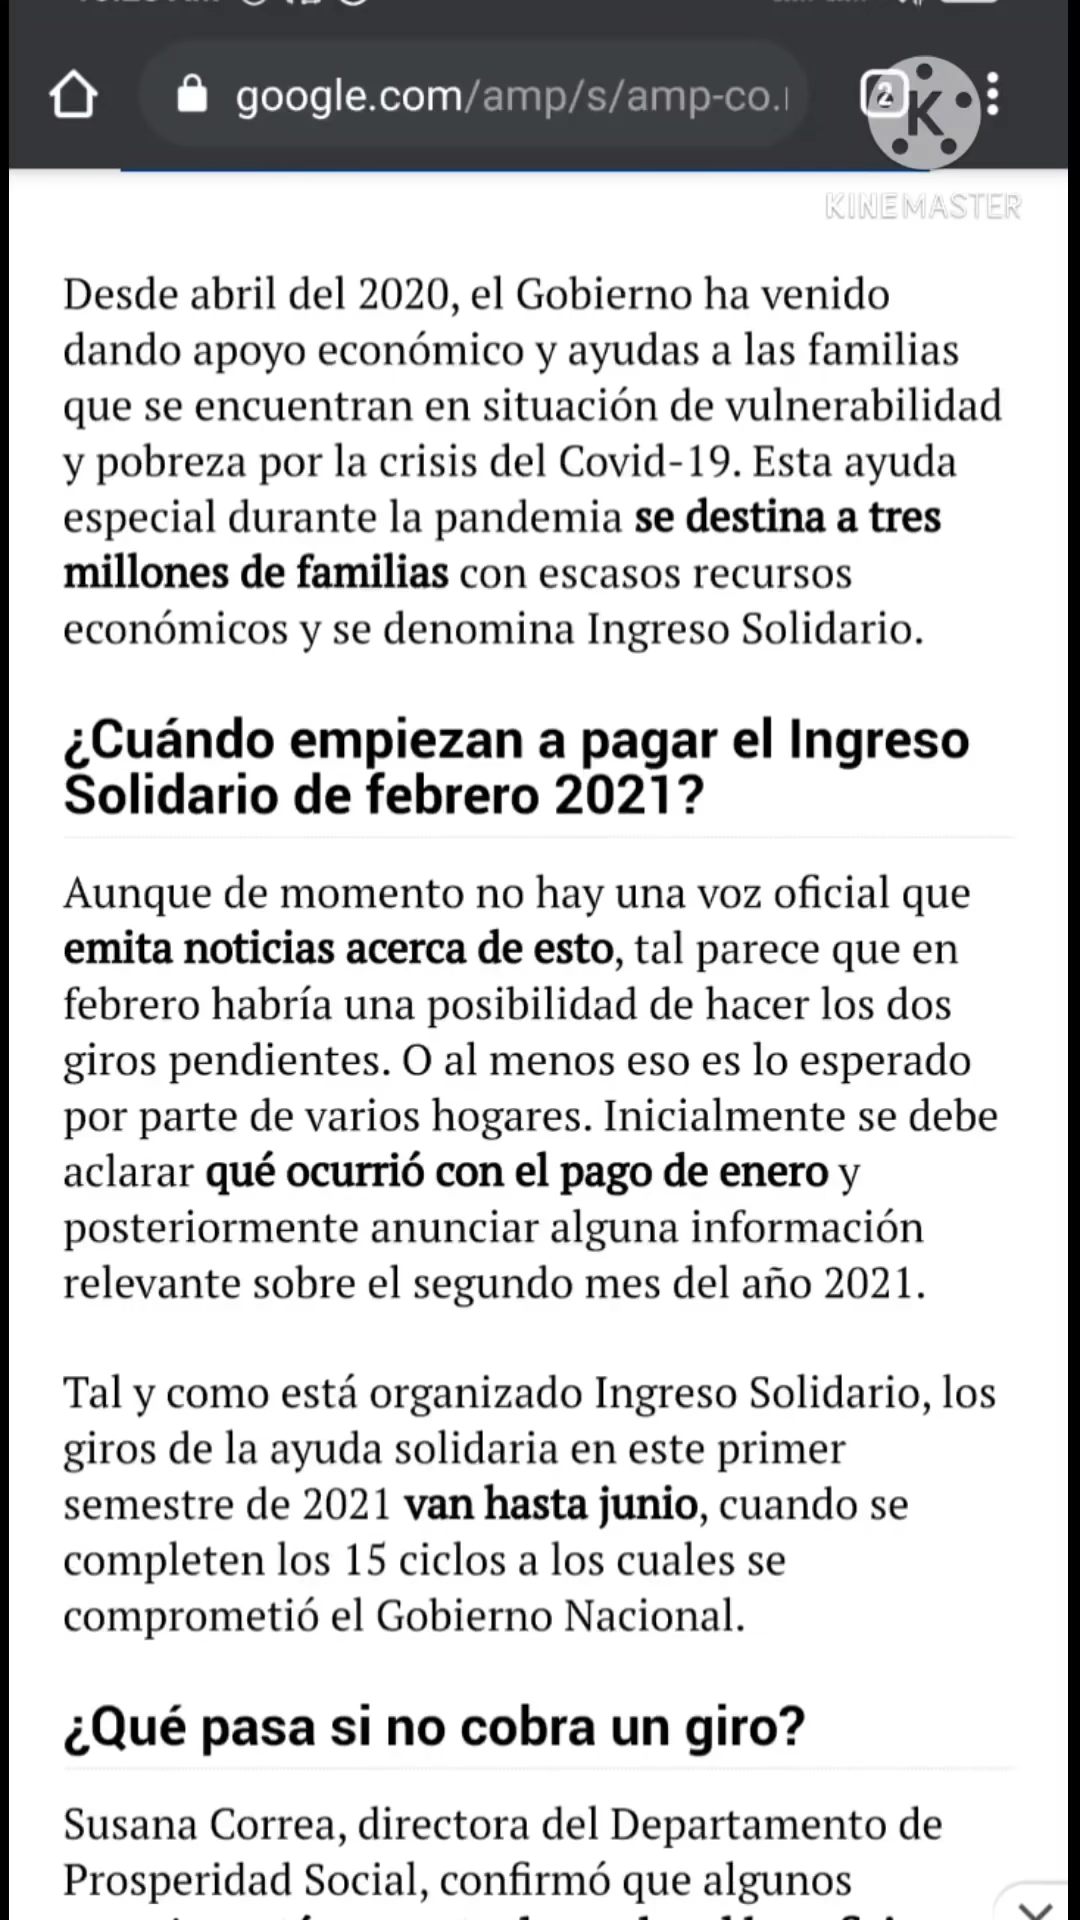 google.com/amp/s/amp-co.
2
K
KINEMASTER
Desde abril del 2020, el Gobierno ha venido
dando apoyo económico y ayudas a las familias
que se encuentran en situación de vulnerabilidad
y pobreza por la crisis del Covid-19. Esta ayuda
especial durante la pandemia se destina a tres
millones de familias con escasos recursos
económicos y se denomina Ingreso Solidario.
¿Cuándo empiezan a pagar el Ingreso
Solidario de febrero 2021?
Aunque de momento no hay una voz oficial que
emita noticias acerca de esto, tal parece que en
febrero habría una posibilidad de hacer los dos
giros pendientes. O al menos eso es lo esperado
por parte de varios hogares. Inicialmente se debe
aclarar qué ocurrió con el pago de enero y
posteriormente anunciar alguna información
relevante sobre el segundo mes del año 2021.
Tal y como está organizado Ingreso Solidario, los
giros de la ayuda solidaria en este primer
semestre de 2021 van hasta junio, cuando se
completen los 15 ciclos a los cuales se
comprometió el Gobierno Nacional.
¿Qué pasa si no cobra un giro?
Susana Correa, directora del Departamento de
Prosperidad Social, confirmó que algunos